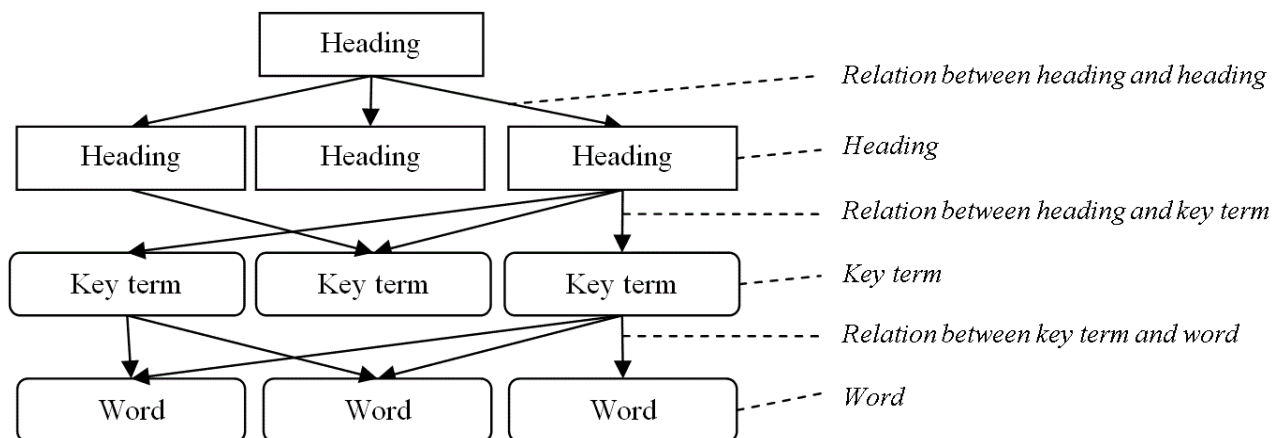 Heading
Relation between heading and heading
Heading Heading Heading
Heading
Relation between heading and key term
Key term Key term Key term
Key term
Relation between key term and word
Word Word Word
Word